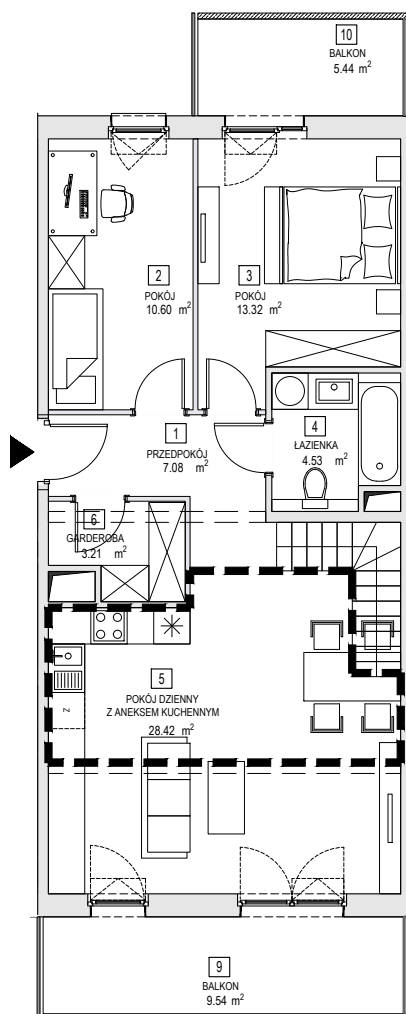 10
BALKON
5.44 m²
2
POKÓJ
10.60 m²
3
POKÓJ
13.32 m²
1
PRZEDPOKÓJ
7.08 m²
4
ŁAZIENKA
4.53 m²
6
GARDEROBA
3.21 m²
5
POKÓJ DZIENNY
Z ANEKSEM KUCHENNYM
28.42 m²
Z
9
BALKON
9.54 m²